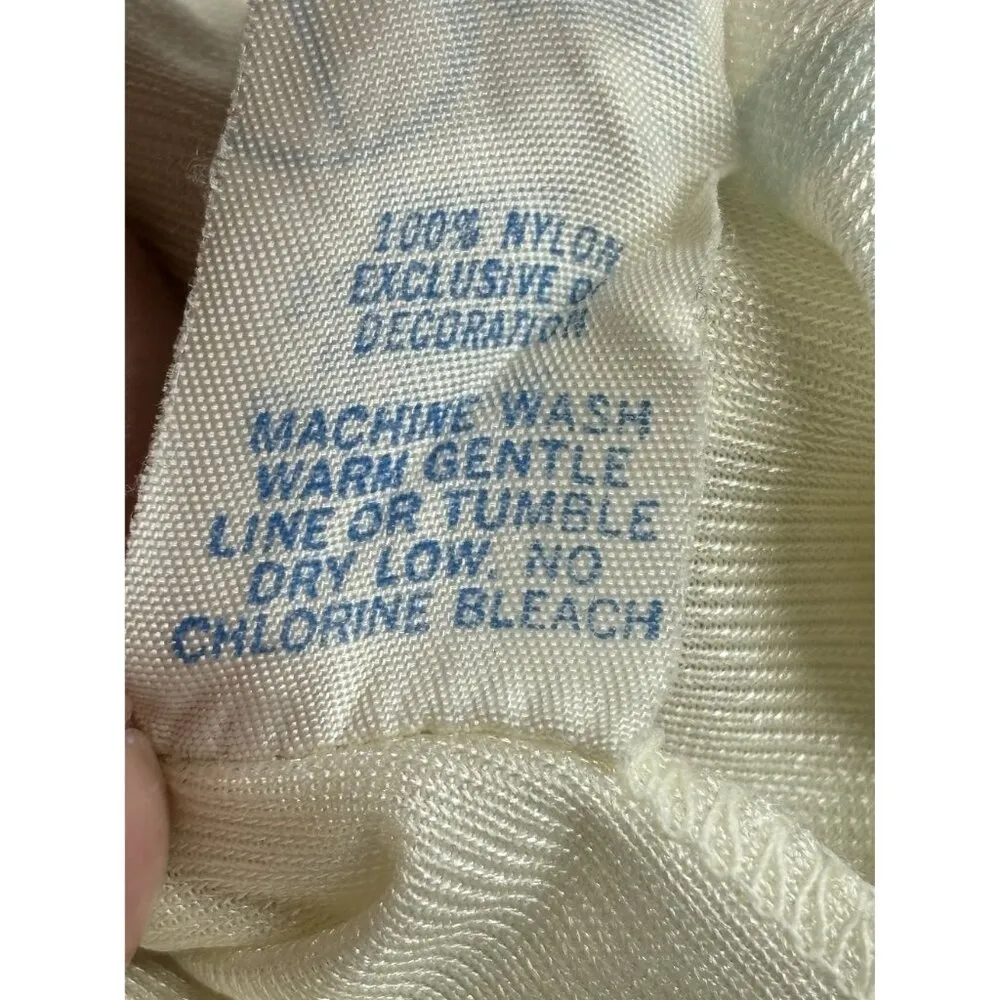 100% NYLON
EXCLUSIVE
DECORATION
MACHINE WASH
WARM GENTLE
LINE OR TUMBLE
DRY LOW. NO
CHLORINE BLEACH